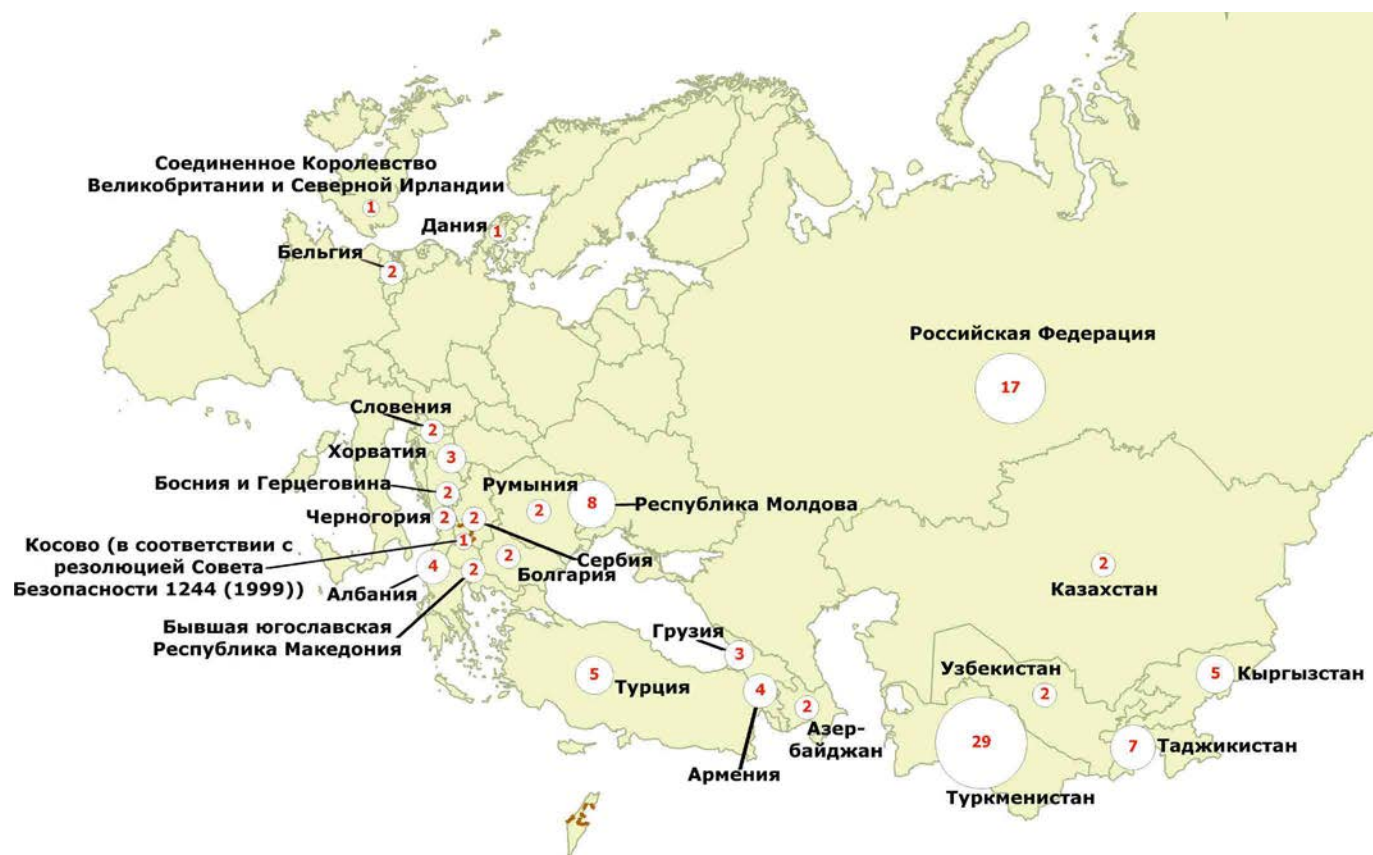 Соединенное Королевство
Великобритании и Северной Ирландии
1
Дания
1
Бельгия
2
Российская Федерация
17
Словения
2
Хорватия
3
Босния и Герцеговина
2
Румыния
2
8
Республика Молдова
Черногория
2
2
Сербия
Косово (в соответствии с
резолюцией Совета
Безопасности 1244 (1999))
1
2
Болгария
Албания
4
2
Бывшая югославская
Республика Македония
2
Казахстан
Грузия
3
Узбекистан
2
5
Кыргызстан
5
Турция
4
Армения
2
Азер-
байджан
29
Туркменистан
7
Таджикистан